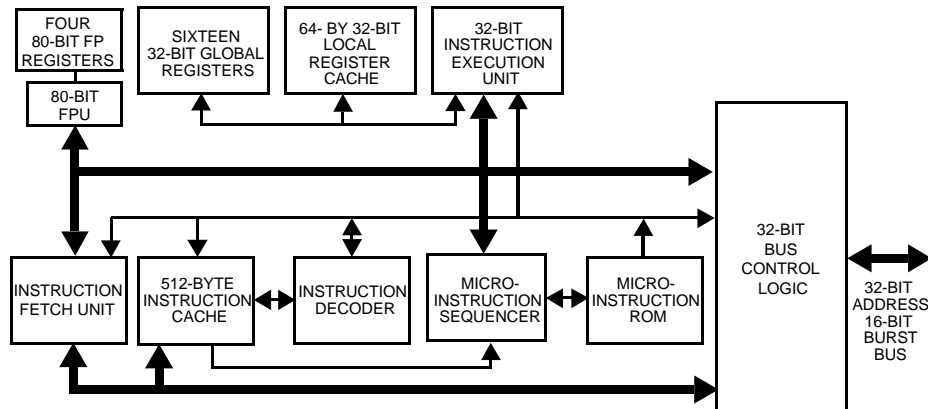 FOUR
80-BIT FP
REGISTERS
80-BIT
FPU
SIXTEEN
32-BIT GLOBAL
REGISTERS
64- BY 32-BIT
LOCAL
REGISTER
CACHE
32-BIT
INSTRUCTION
EXECUTION
UNIT
INSTRUCTION
FETCH UNIT
512-BYTE
INSTRUCTION
CACHE
INSTRUCTION
DECODER
MICRO-
INSTRUCTION
SEQUENCER
MICRO-
INSTRUCTION
ROM
32-BIT
BUS
CONTROL
LOGIC
32-BIT
ADDRESS
16-BIT
BURST
BUS